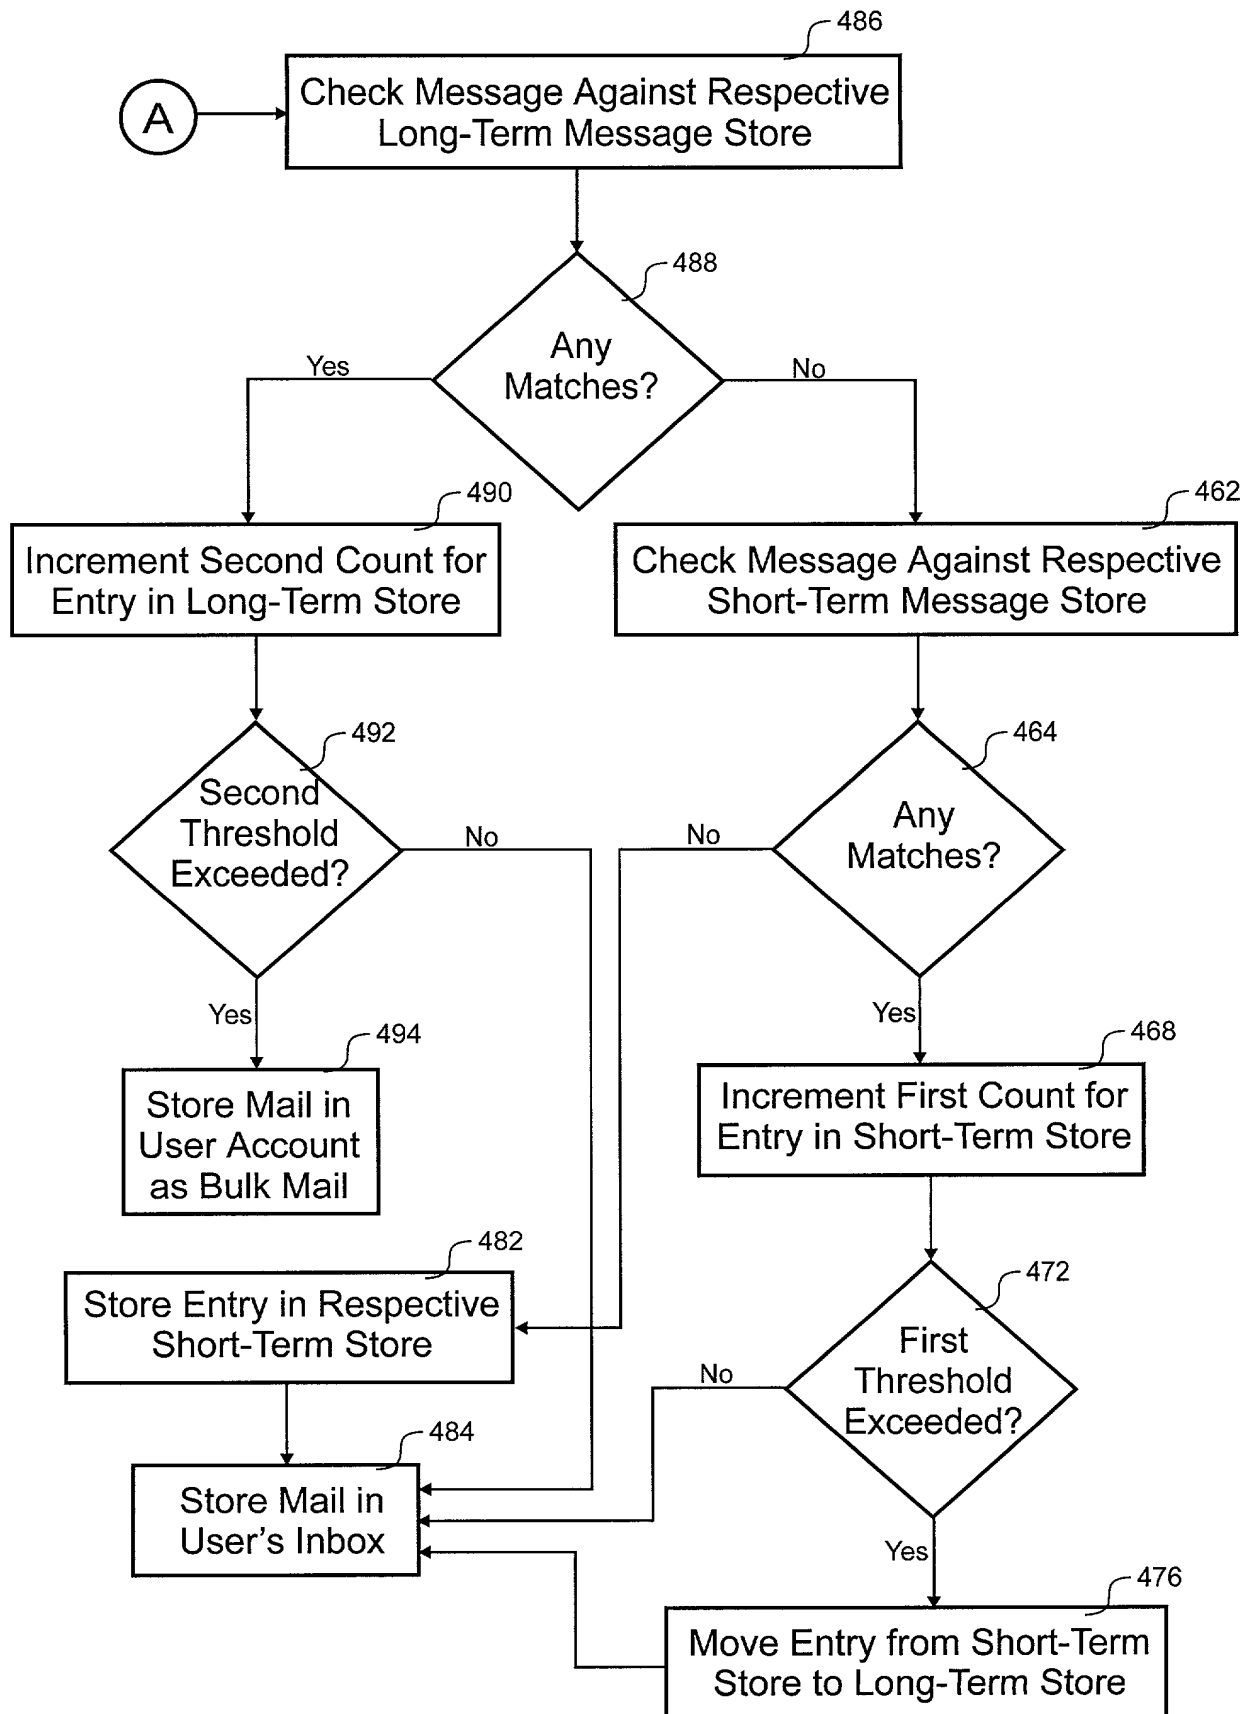 486
A
Check Message Against Respective
Long-Term Message Store
488
Any
Matches?
Yes
No
490
Increment Second Count for
Entry in Long-Term Store
462
Check Message Against Respective
Short-Term Message Store
492
Second
Threshold
Exceeded?
No
Yes
464
Any
Matches?
No
Yes
494
Store Mail in
User Account
as Bulk Mail
468
Increment First Count for
Entry in Short-Term Store
482
Store Entry in Respective
Short-Term Store
472
First
Threshold
Exceeded?
No
Yes
484
Store Mail in
User’s Inbox
476
Move Entry from Short-Term
Store to Long-Term Store